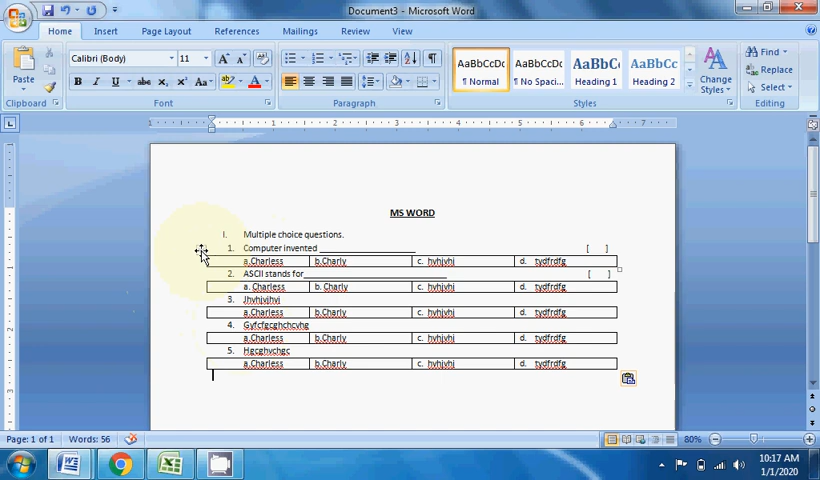 Document3 - Microsoft Word
Home Insert Page Layout References Mailings Review View
Paste
Calibri (Body) 11
AaBbCcDc AaBbCcDc AaBbC AaBbCc
¶ Normal ¶ No Spaci... Heading 1 Heading 2
Change Styles
Find
Replace
Select
Clipboard Font Paragraph Styles Editing
MS WORD
I. Multiple choice questions.
1. Computer invented ____________________ [ ]
a.Charless b.Charly c. hvhjvhj d. tydfrdfg
2. ASCII stands for______________________________ [ ]
a. Charless b. Charly c. hvhjvhj d. tydfrdfg
3. Jhvhjvjhvj
a.Charless b.Charly c. hvhjvhj d. tydfrdfg
4. Gyfcfgcghchcvhg
a.Charless b.Charly c. hvhjvhj d. tydfrdfg
5. Hgcghvchgc
a.Charless b.Charly c. hvhjvhj d. tydfrdfg
Page: 1 of 1 Words: 56 80%
10:17 AM
1/1/2020